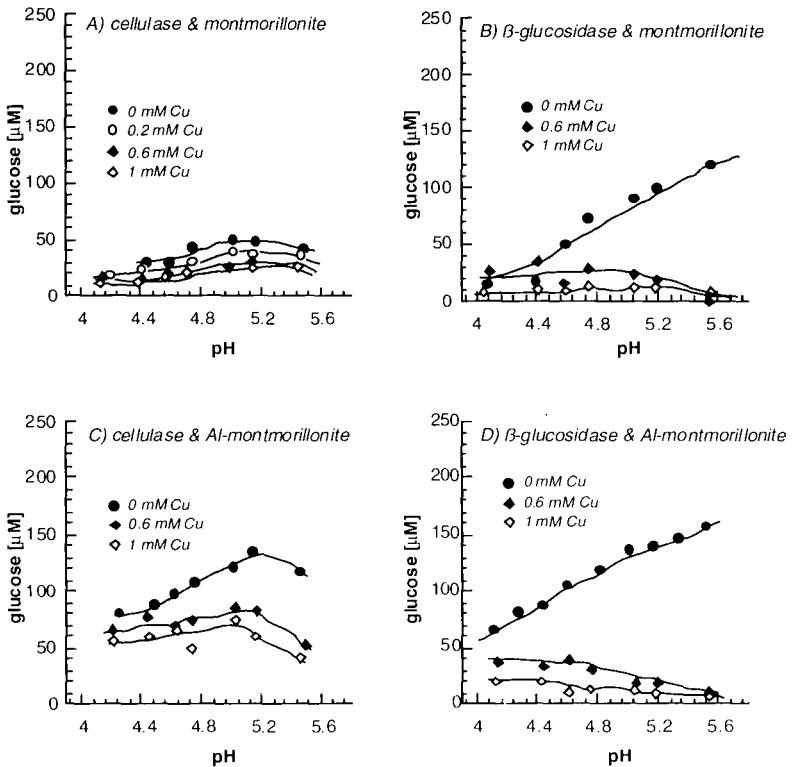 A) cellulase & montmorillonite
250
200
150
100
50
0
glucose [µM]
0 mM Cu
0.2 mM Cu
0.6 mM Cu
1 mM Cu
4 4.4 4.8 5.2 5.6
pH
B) ß-glucosidase & montmorillonite
250
200
150
100
50
0
glucose [µM]
0 mM Cu
0.6 mM Cu
1 mM Cu
4 4.4 4.8 5.2 5.6
pH
C) cellulase & Al-montmorillonite
250
200
150
100
50
0
glucose [µM]
0 mM Cu
0.6 mM Cu
1 mM Cu
4 4.4 4.8 5.2 5.6
pH
D) ß-glucosidase & Al-montmorillonite
250
200
150
100
50
0
glucose [µM]
0 mM Cu
0.6 mM Cu
1 mM Cu
4 4.4 4.8 5.2 5.6
pH